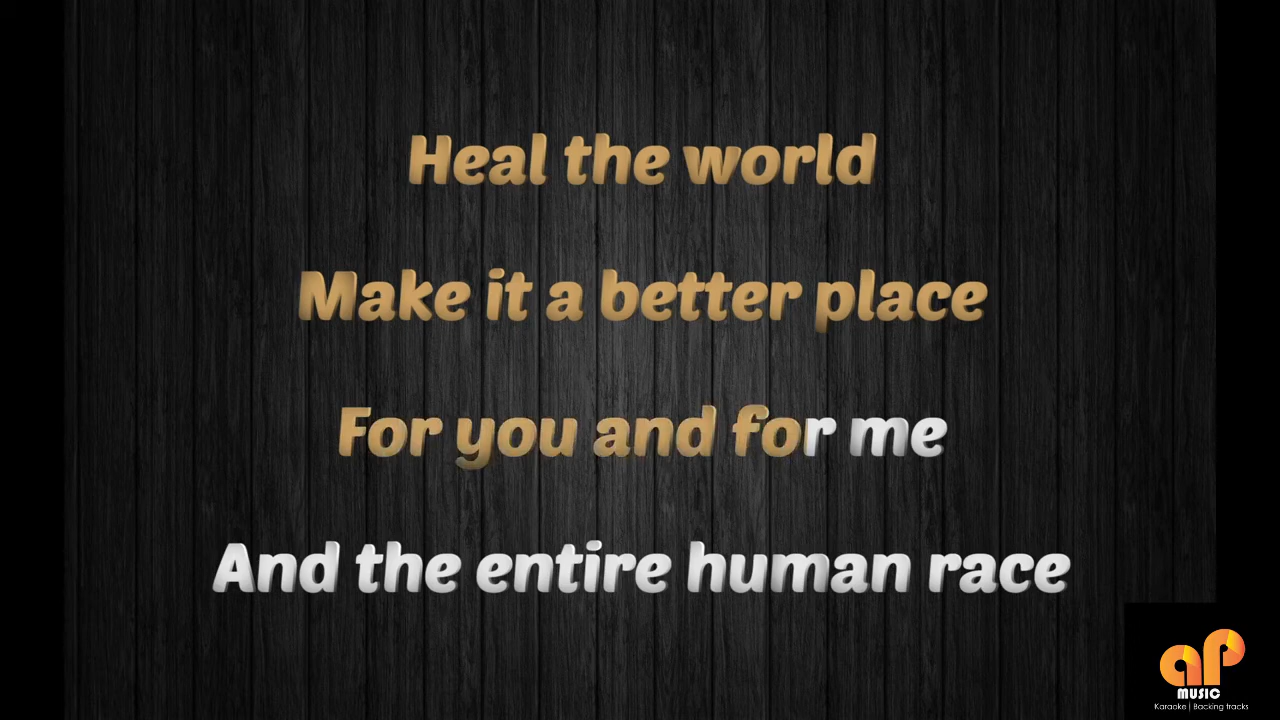 Heal the world
Make it a better place
For you and for me
And the entire human race
aP
MUSIC
Karaoke | Backing tracks